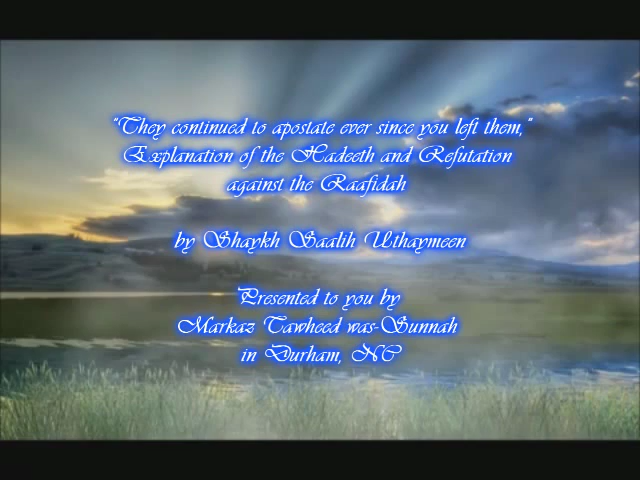 "They continued to apostate ever since you left them,"
Explanation of the Hadeeth and Refutation
against the Raafidah
by Shaykh Saalih Uthaymeen
Presented to you by
Markaz Tawheed was-Sunnah
in Durham, NC